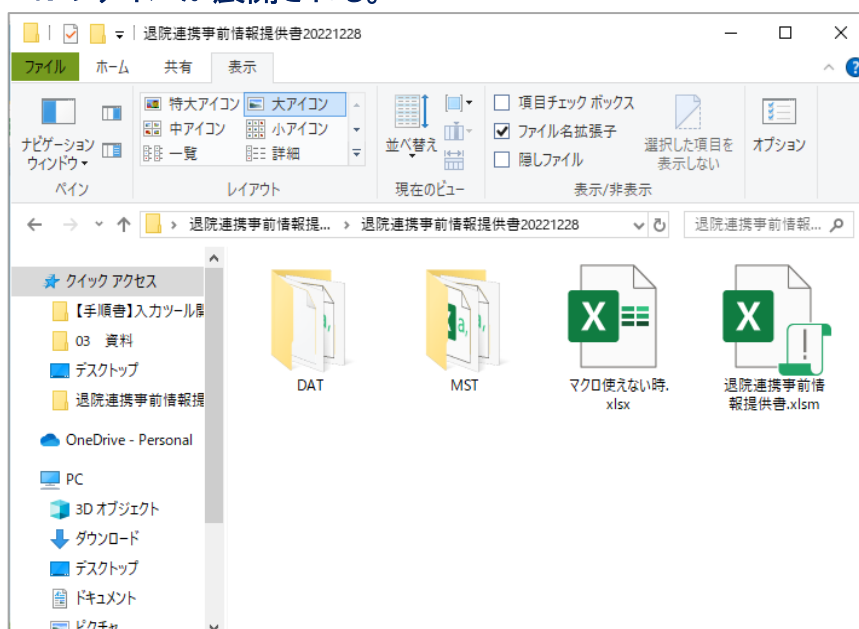 退院連携事前情報提供書20221228
ファイル ホーム 共有 表示
特大アイコン 大アイコン
中アイコン 小アイコン
一覧 詳細
ナビゲーション
ウィンドウ
並べ替え
項目チェック ボックス
ファイル名拡張子
隠しファイル
選択した項目を
表示しない
オプション
ペイン レイアウト 現在のビュー 表示/非表示
退院連携事前情報提... › 退院連携事前情報提供書20221228
退院連携事前情報...
クイック アクセス
【手順書】入力ツール
03 資料
デスクトップ
退院連携事前情報提
OneDrive - Personal
PC
3D オブジェクト
ダウンロード
デスクトップ
ドキュメント
ピクチャ
DAT
MST
マクロ使えない時.
xlsx
退院連携事前情
報提供書.xlsm